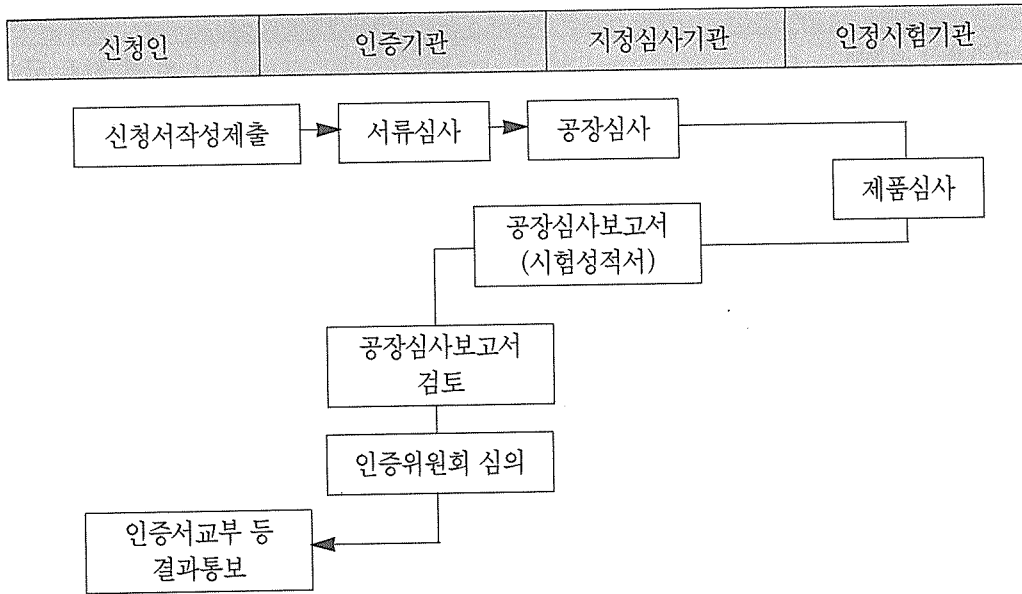 신청인 인증기관 지정심사기관 인정시험기관
신청서작성제출 서류심사 공장심사
제품심사
공장심사보고서
(시험성적서)
공장심사보고서
검토
인증위원회 심의
인증서교부 등
결과통보